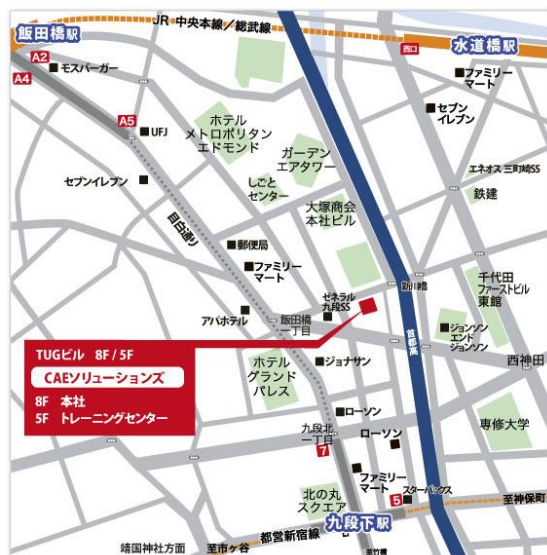 JR 中央本線／総武線
飯田橋駅
西口
水道橋駅
A2
モスバーガー
A4
ファミリー
マート
A5
UFJ
ホテル
メトロポリタン
エドモンド
セブン
イレブン
ガーデン
エアタワー
セブンイレブン
しごと
センター
エネオス 三崎町SS
鉄建
大塚商会
本社ビル
目白通り
郵便局
ファミリー
マート
新川橋
千代田
ファーストビル
東館
ゼネラル
九段SS
アパホテル
飯田橋
一丁目
首都高
ジョンソン
エンド
ジョンソン
TUGビル 8F / 5F
CAEソリューションズ
8F 本社
5F トレーニングセンター
ホテル
グランド
パレス
ジョナサン
西神田
ローソン
専修大学
九段北
一丁目
7
ローソン
ファミリー
マート
北の丸
スクエア
5
スターバックス
至神保町
九段下駅
都営新宿線
靖国神社方面
至市ヶ谷
至竹橋